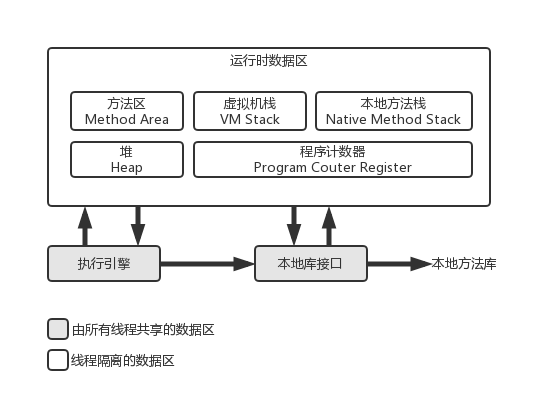 运行时数据区
方法区
Method Area
虚拟机栈
VM Stack
本地方法栈
Native Method Stack
堆
Heap
程序计数器
Program Couter Register
执行引擎
本地库接口
本地方法库
由所有线程共享的数据区
线程隔离的数据区